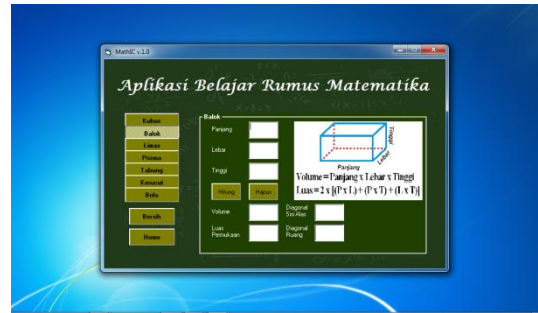 MathIC v.1.0
Aplikasi Belajar Rumus Matematika
Kubus
Balok
Limas
Prisma
Tabung
Kerucut
Bola
Bersih
Home
Balok
Panjang
Lebar
Tinggi
Hitung Hapus
Volume
Luas
Permukaan
Diagonal
Sisi Alas
Diagonal
Ruang
Tinggi
Lebar
Panjang
Volume = Panjang x Lebar x Tinggi
Luas = 2 x [(P x L) + (P x T) + (L x T)]